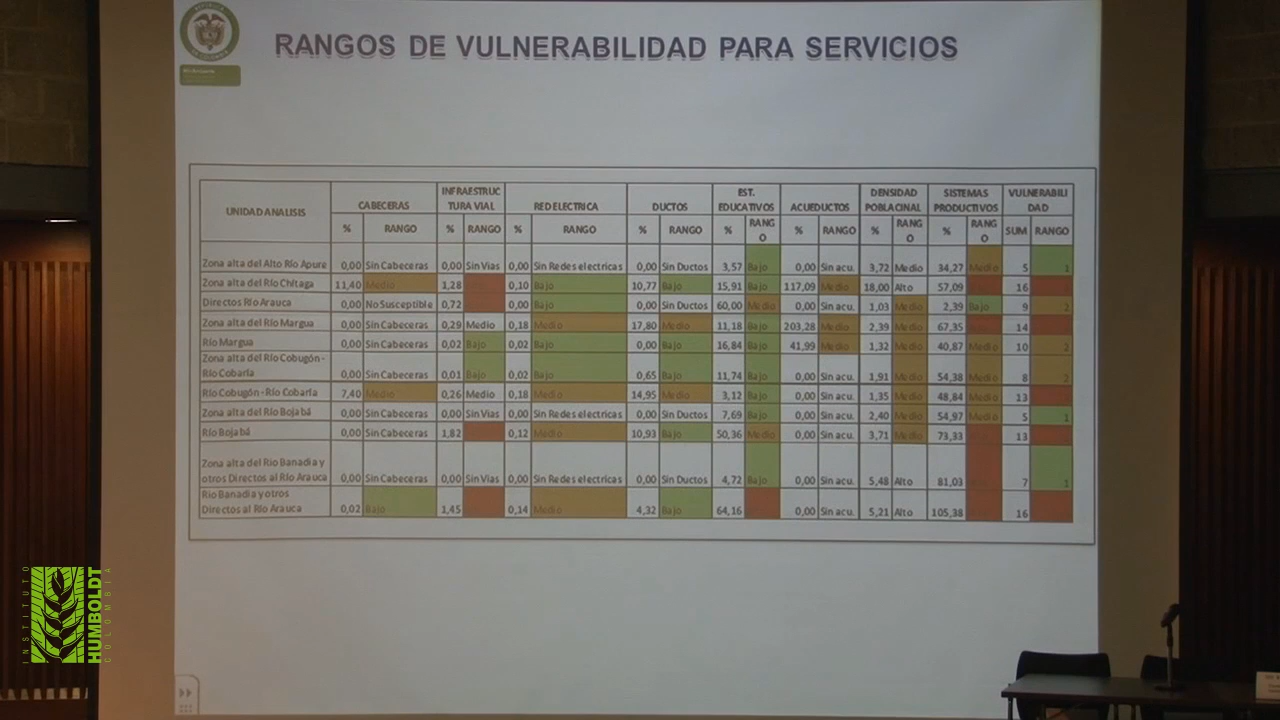 RANGOS DE VULNERABILIDAD PARA SERVICIOS
UNIDAD ANALISIS CABECERAS INFRAESTRUC TURA VIAL RED ELECTRICA DUCTOS EST. EDUCATIVOS ACUEDUCTOS DENSIDAD POBLACINAL SISTEMAS PRODUCTIVOS VULNERABILI DAD
% RANGO % RANGO % RANGO % RANGO % RANG O % RANGO % RANG O % RANG O SUM RANGO
Zona alta del Alto Río Apure 0,00 Sin Cabeceras 0,00 Sin Vias 0,00 Sin Redes electricas 0,00 Sin Ductos 3,57 Bajo 0,00 Sin acu. 3,72 Medio 34,27 Medio 5 1
Zona alta del Río Chitaga 11,40 Medio 1,28 0,10 Bajo 10,77 Bajo 15,91 Bajo 117,09 Medio 18,00 Alto 57,09 16
Directos Río Arauca 0,00 No Susceptible 0,72 0,00 Bajo 0,00 Sin Ductos 60,00 Medio 0,00 Sin acu. 1,03 Medio 2,39 Bajo 9 2
Zona alta del Río Margua 0,00 Sin Cabeceras 0,29 Medio 0,18 Medio 17,80 Medio 11,18 Bajo 203,28 Medio 2,39 Medio 67,35 14
Río Margua 0,00 Sin Cabeceras 0,02 Bajo 0,02 Bajo 0,00 Bajo 16,84 Bajo 41,99 Medio 1,32 Medio 40,87 Medio 10 2
Zona alta del Río Cobugón -
Río Cobaría 0,00 Sin Cabeceras 0,01 Bajo 0,02 Bajo 0,65 Bajo 11,74 Bajo 0,00 Sin acu. 1,91 Medio 54,38 Medio 8 2
Río Cobugón - Río Cobaría 7,40 Medio 0,26 Medio 0,18 Medio 14,95 Medio 3,12 Bajo 0,00 Sin acu. 1,35 Medio 48,84 Medio 13
Zona alta del Río Bojabá 0,00 Sin Cabeceras 0,00 Sin Vias 0,00 Sin Redes electricas 0,00 Sin Ductos 7,69 Bajo 0,00 Sin acu. 2,40 Medio 54,97 Medio 5 1
Río Bojabá 0,00 Sin Cabeceras 1,82 0,12 Medio 10,93 Bajo 50,36 Medio 0,00 Sin acu. 3,71 Medio 73,33 13
Zona alta del Rio Banadia y
otros Directos al Río Arauca 0,00 Sin Cabeceras 0,00 Sin Vias 0,00 Sin Redes electricas 0,00 Sin Ductos 4,72 Bajo 0,00 Sin acu. 5,48 Alto 81,03 7 1
Rio Banadia y otros
Directos al Río Arauca 0,02 Bajo 1,45 0,14 Medio 4,32 Bajo 64,16 0,00 Sin acu. 5,21 Alto 105,38 16
INSTITUTO
HUMBOLDT
COLOMBIA